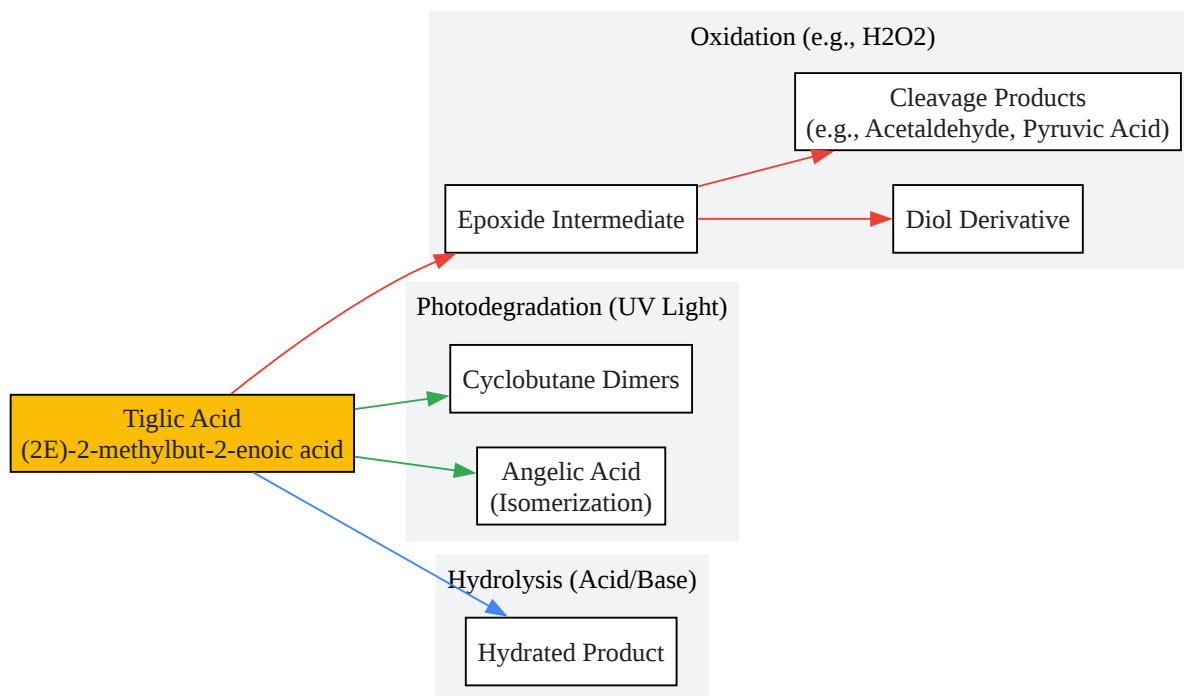 Oxidation (e.g., H2O2)
Cleavage Products
(e.g., Acetaldehyde, Pyruvic Acid)
Epoxide Intermediate
Diol Derivative
Photodegradation (UV Light)
Cyclobutane Dimers
Tiglic Acid
(2E)-2-methylbut-2-enoic acid
Angelic Acid
(Isomerization)
Hydrolysis (Acid/Base)
Hydrated Product